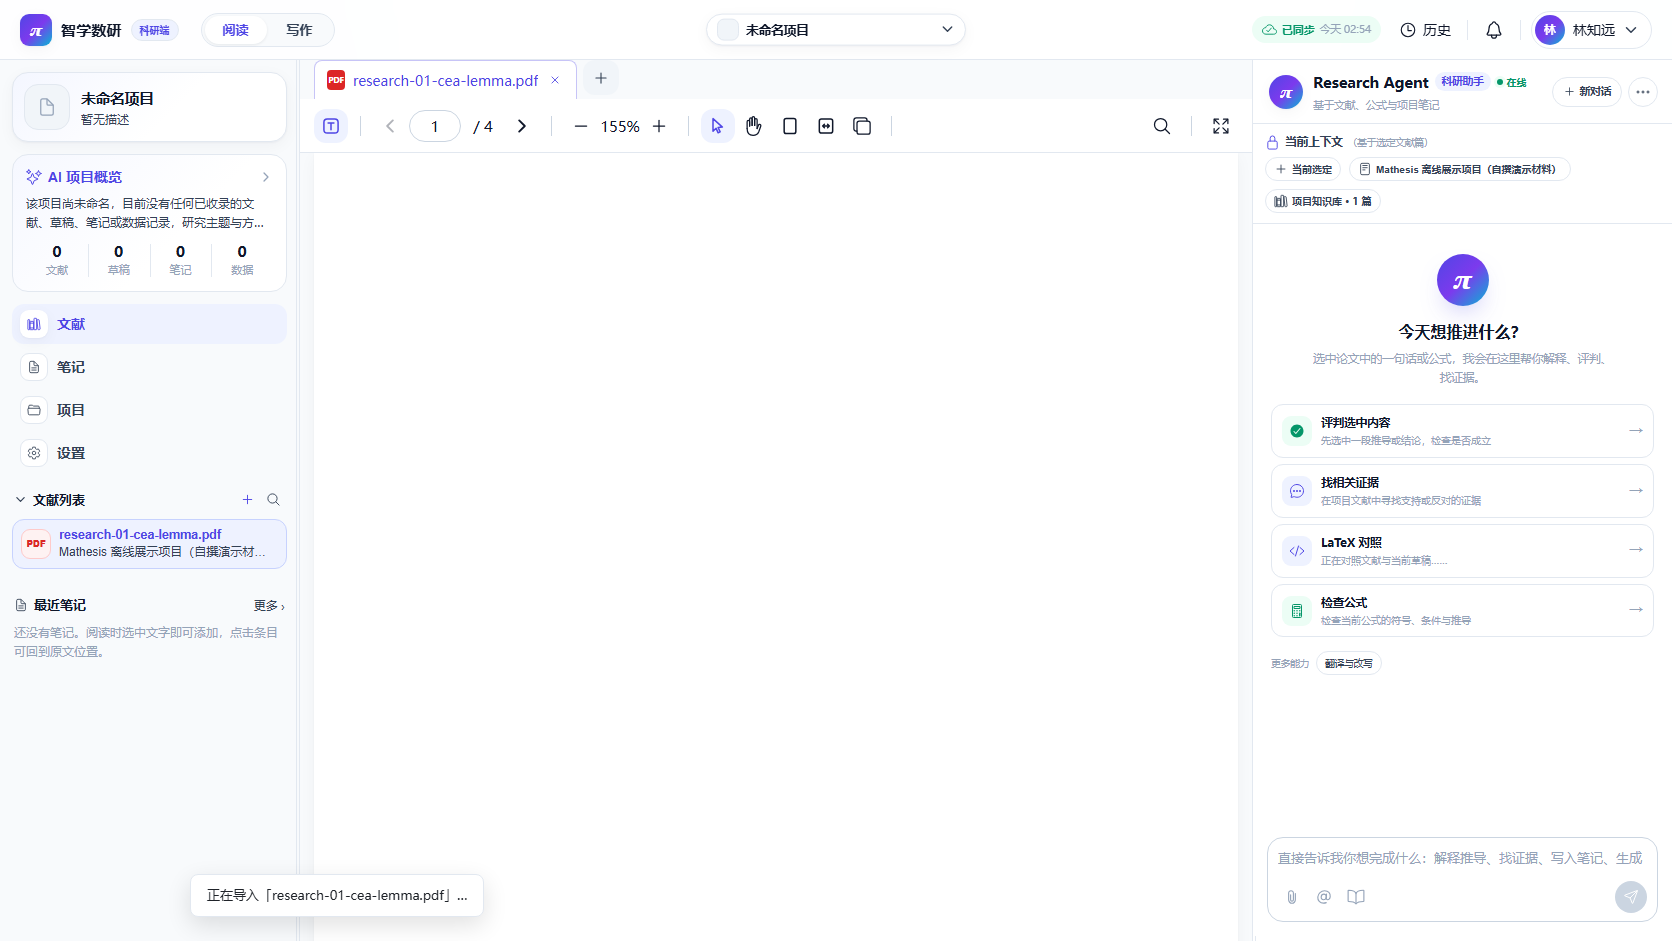 π 智学数研 科研端 阅读 写作
未命名项目
已同步 今天 02:54 历史 林 林知远
未命名项目
暂无描述
AI 项目概览
该项目尚未命名，目前没有任何已收录的文
献、草稿、笔记或数据记录，研究主题与方...
0 0 0 0
文献 草稿 笔记 数据
文献
笔记
项目
设置
文献列表
PDF research-01-cea-lemma.pdf
Mathesis 离线展示项目（自撰演示材...
最近笔记 更多 ›
还没有笔记。阅读时选中文字即可添加，点击条目
可回到原文位置。
PDF research-01-cea-lemma.pdf × +
T 1 / 4 155%
正在导入「research-01-cea-lemma.pdf」...
π Research Agent 科研助手 在线
基于文献、公式与项目笔记
+ 新对话
当前上下文 （基于选定文献篇）
+ 当前选定 Mathesis 离线展示项目（自撰演示材料）
项目知识库 • 1 篇
π
今天想推进什么?
选中论文中的一句话或公式，我会在这里帮你解释、评判、
找证据。
评判选中内容
先选中一段推导或结论，检查是否成立
找相关证据
在项目文献中寻找支持或反对的证据
LaTeX 对照
正在对照文献与当前草稿......
检查公式
检查当前公式的符号、条件与推导
更多能力 翻译与改写
直接告诉我你想完成什么：解释推导、找证据、写入笔记、生成
@